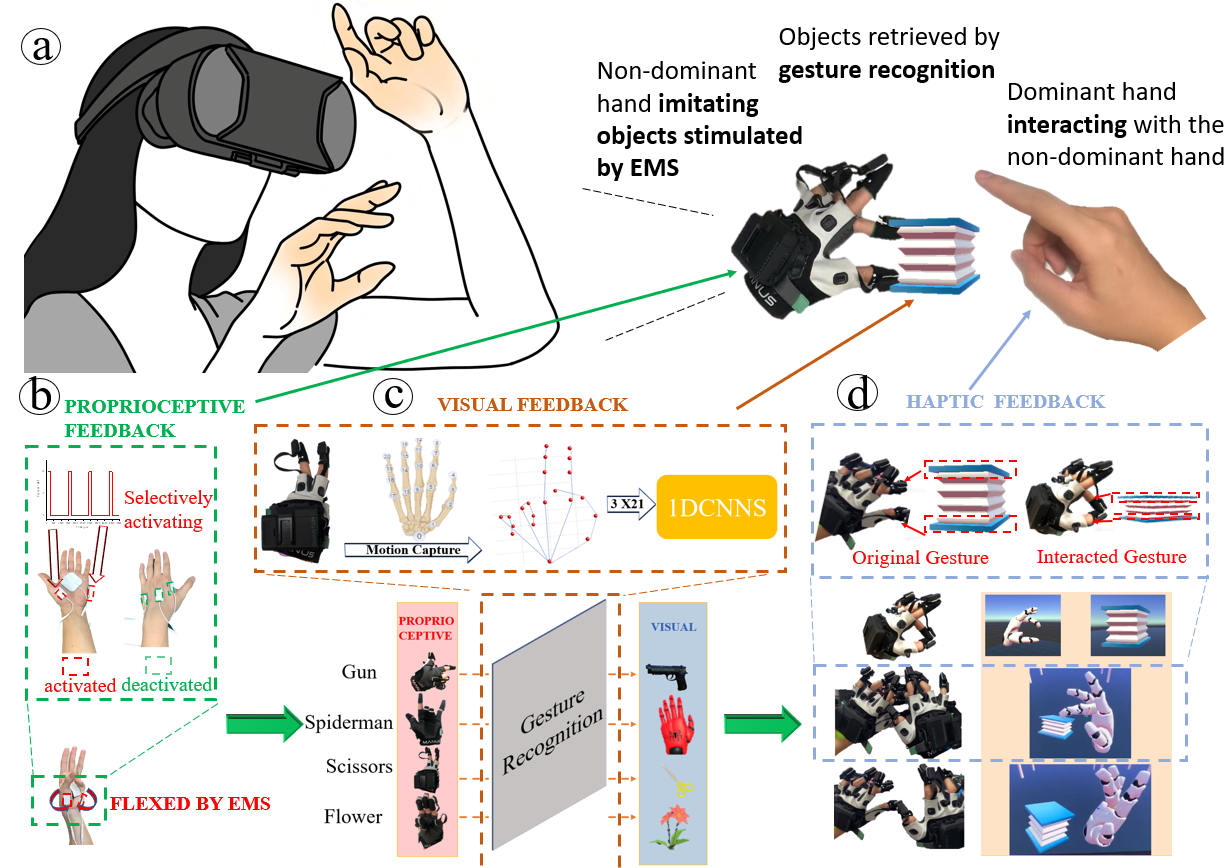 a
Non-dominant
hand imitating
objects stimulated
by EMS
Objects retrieved by
gesture recognition
Dominant hand
interacting with the
non-dominant hand
b
PROPRIOCEPTIVE
FEEDBACK
Selectively
activating
activated
deactivated
FLEXED BY EMS
c
VISUAL FEEDBACK
Motion Capture
3 X21
1DCNNS
PROPRIO
CEPTIVE
VISUAL
Gun
Spiderman
Scissors
Flower
Gesture
Recognition
d
HAPTIC FEEDBACK
Original Gesture
Interacted Gesture